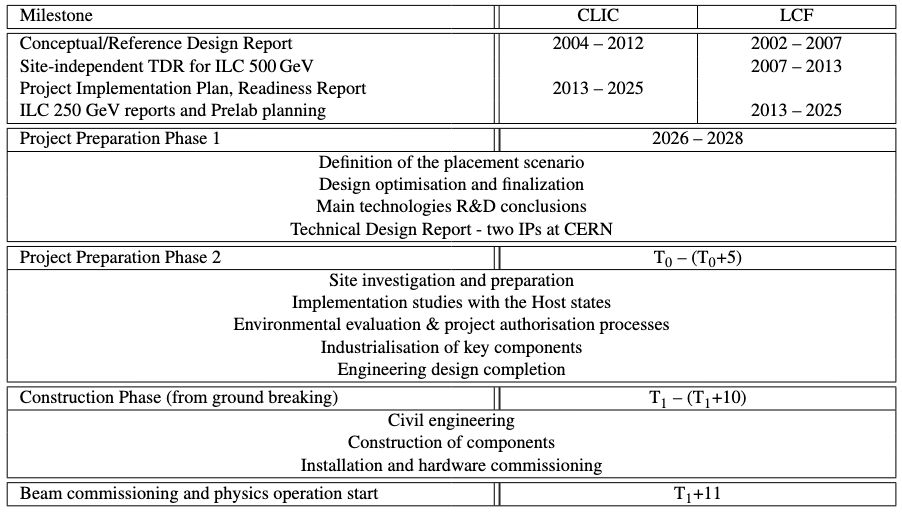 Milestone CLIC LCF
Conceptual/Reference Design Report 2004 – 2012 2002 – 2007
Site-independent TDR for ILC 500 GeV 2007 – 2013
Project Implementation Plan, Readiness Report 2013 – 2025
ILC 250 GeV reports and Prelab planning 2013 – 2025
Project Preparation Phase 1 2026 – 2028
Definition of the placement scenario
Design optimisation and finalization
Main technologies R&D conclusions
Technical Design Report - two IPs at CERN
Project Preparation Phase 2 T0 – (T0+5)
Site investigation and preparation
Implementation studies with the Host states
Environmental evaluation & project authorisation processes
Industrialisation of key components
Engineering design completion
Construction Phase (from ground breaking) T1 – (T1+10)
Civil engineering
Construction of components
Installation and hardware commissioning
Beam commissioning and physics operation start T1+11